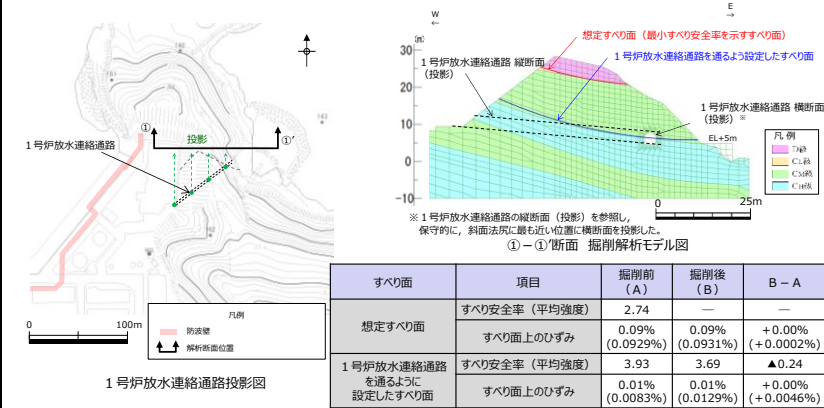 140
141
143
142
①
①’
投影
1号炉放水連絡通路
凡例
防波壁
解析断面位置
0
100m
1号炉放水連絡通路投影図
W
←
E
→
(m)
30
20
10
0
−10
想定すべり面（最小すべり安全率を示すすべり面）
1号炉放水連絡通路を通るよう設定したすべり面
1号炉放水連絡通路 縦断面
（投影）
1号炉放水連絡通路 横断面
（投影）※
EL+5m
凡 例
D級
CL級
CM級
CH級
0
25m
※１号炉放水連絡通路の縦断面（投影）を参照し，
保守的に，斜面法尻に最も近い位置に横断面を投影した。
①－①’断面 掘削解析モデル図
すべり面 項目 掘削前（A） 掘削後（B） B－A
想定すべり面 すべり安全率（平均強度） 2.74 － －
すべり面上のひずみ 0.09%（0.0929%） 0.09%（0.0931%） +0.00%（+0.0002%）
1号炉放水連絡通路を通るように設定したすべり面 すべり安全率（平均強度） 3.93 3.69 ▲0.24
すべり面上のひずみ 0.01%（0.0083%） 0.01%（0.0129%） +0.00%（+0.0046%）